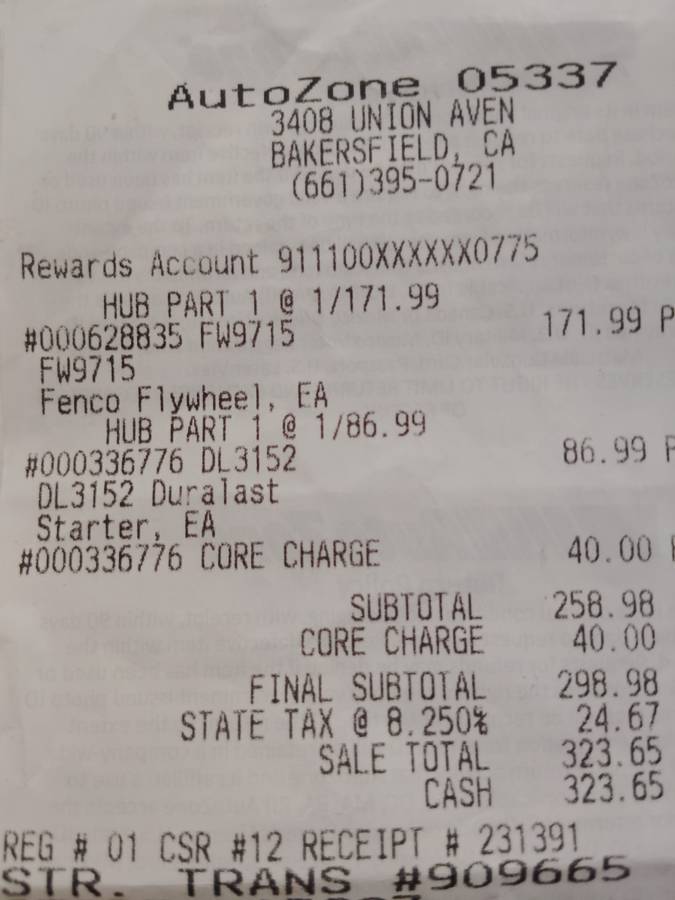 AutoZone 05337
3408 UNION AVEN
BAKERSFIELD, CA
(661)395-0721
Rewards Account 911100XXXXXX0775
HUB PART 1 @ 1/171.99
#000628835 FW9715 171.99 P
FW9715
Fenco Flywheel, EA
HUB PART 1 @ 1/86.99
#000336776 DL3152 86.99 P
DL3152 Duralast
Starter, EA
#000336776 CORE CHARGE 40.00
SUBTOTAL 258.98
CORE CHARGE 40.00
FINAL SUBTOTAL 298.98
STATE TAX @ 8.250% 24.67
SALE TOTAL 323.65
CASH 323.65
REG # 01 CSR #12 RECEIPT # 231391
STR. TRANS #909665